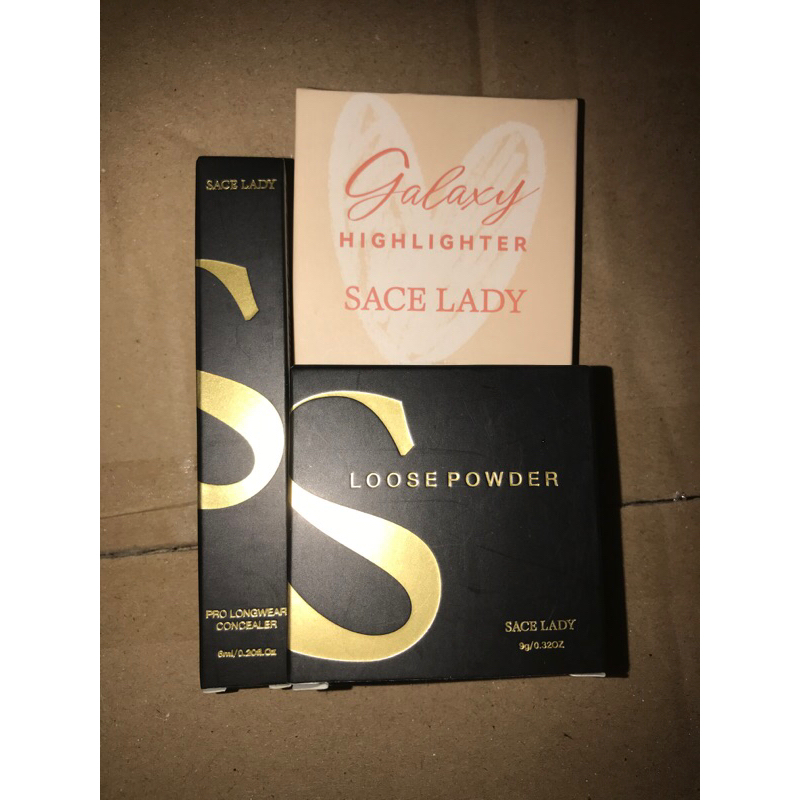 SACE LADY
S
PRO LONGWEAR
CONCEALER
6ml/0.20fl.Oz
Galaxy
HIGHLIGHTER
SACE LADY
S
LOOSE POWDER
SACE LADY
9g/0.32OZ